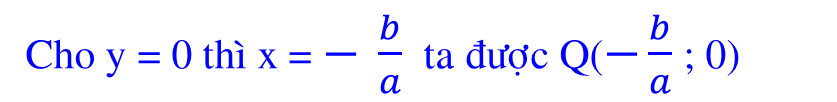 Cho y = 0 thì x = − b/a ta được Q(− b/a ; 0)